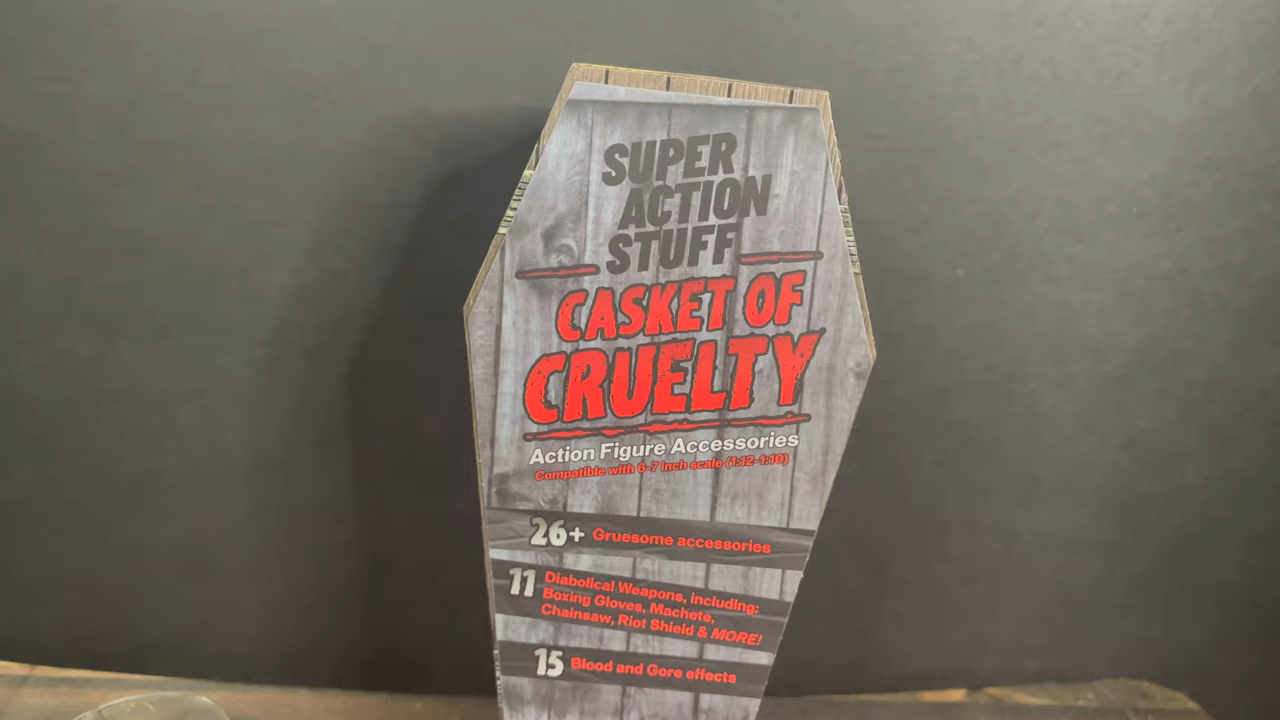 SUPER
ACTION
STUFF
CASKET OF
CRUELTY
Action Figure Accessories
Compatible with 6-7 inch scale (1:12-1:10)
26+ Gruesome accessories
11 Diabolical Weapons, including:
Boxing Gloves, Machete,
Chainsaw, Riot Shield & MORE!
15 Blood and Gore effects